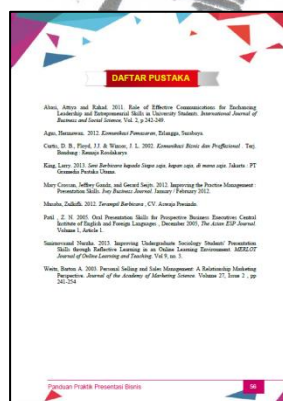 DAFTAR PUSTAKA
Abasi, Attiya and Rahad. 2011. Role of Effective Communications for Enchancing
Leadership and Entrepreneurial Skills in University Students. International Journal of
Business and Social Science, Vol. 2, p 242-249.
Agus, Hermawan. 2012. Komunikasi Pemasaran, Erlangga, Surabaya.
Curtis, D. B., Floyd, J.J. & Winsor, J. L. 2002. Komunikasi Bisnis dan Proffisional. Terj.
Bandung : Remaja Rosdakarya.
King, Larry. 2013. Seni Berbicara kepada Siapa saja, kapan saja, di mana saja. Jakarta : PT
Gramedia Pustaka Utama.
Mary Crossan, Jeffrey Gandz, and Gerard Seijts. 2012. Improving the Practise Management :
Presentation Skills. Ivey Business Journal. January / February 2012.
Zulkifli. 2012. Terampil Berbicara , CV. Aswaja Presindo.
Patil , Z. N. 2005. Oral Presentation Skills for Prospective Business Executives Central
Institute of English and Foreign Languages. , December 2005, The Asian ESP Journal.
Volume 1, Article 1.
2013. Improving Undergraduate Sociology Students' Presentation
Skills through Reflective Learning in an Online Learning Environment. MERLOT
Journal of Online Learning and Teaching. Vol 9, no. 3.
Weitz, Barton A. 2003. Personal Selling and Sales Management: A Relationship Marketing
Perspective. Journal of the Academy of Marketing Science. Volume 27, Issue 2 , pp
241-254
Panduan Praktik Presentasi Bisnis
56